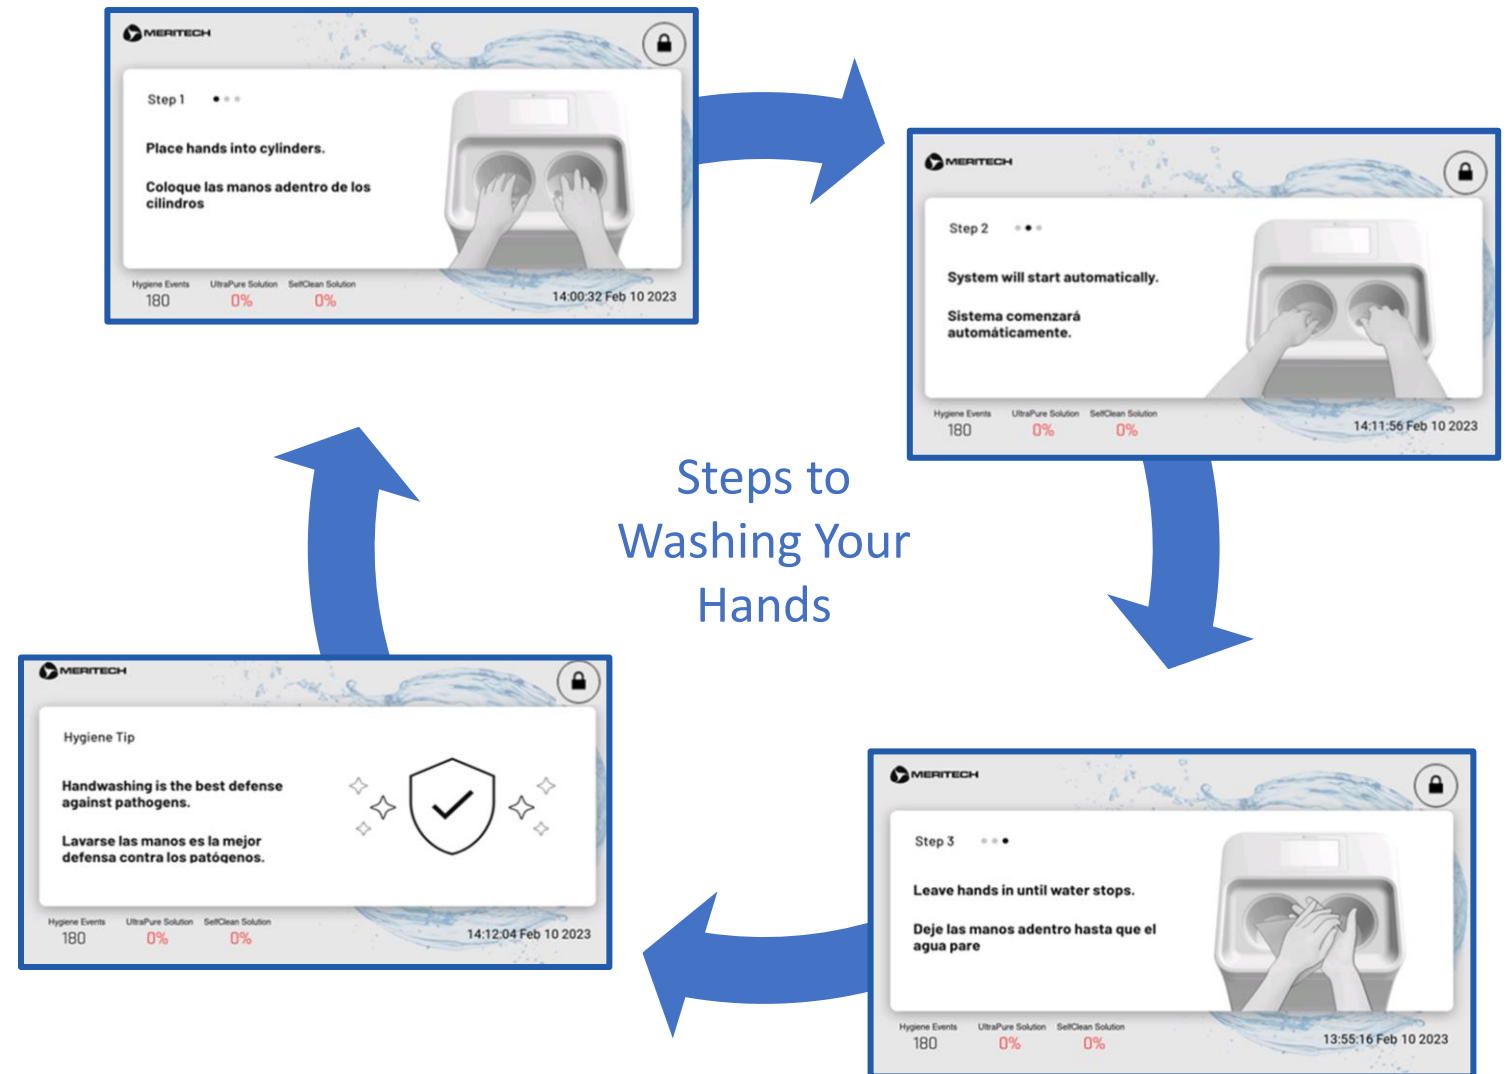 MERITECH
Step 1
Place hands into cylinders.
Coloque las manos adentro de los
cilindros
Hygiene Events
180
UltraPure Solution
0%
SelfClean Solution
0%
14:00:32 Feb 10 2023
MERITECH
Step 2
System will start automatically.
Sistema comenzará
automáticamente.
Hygiene Events
180
UltraPure Solution
0%
SelfClean Solution
0%
14:11:56 Feb 10 2023
Steps to
Washing Your
Hands
MERITECH
Step 3
Leave hands in until water stops.
Deje las manos adentro hasta que el
agua pare
Hygiene Events
180
UltraPure Solution
0%
SelfClean Solution
0%
13:55:16 Feb 10 2023
MERITECH
Hygiene Tip
Handwashing is the best defense
against pathogens.
Lavarse las manos es la mejor
defensa contra los patógenos.
Hygiene Events
180
UltraPure Solution
0%
SelfClean Solution
0%
14:12:04 Feb 10 2023